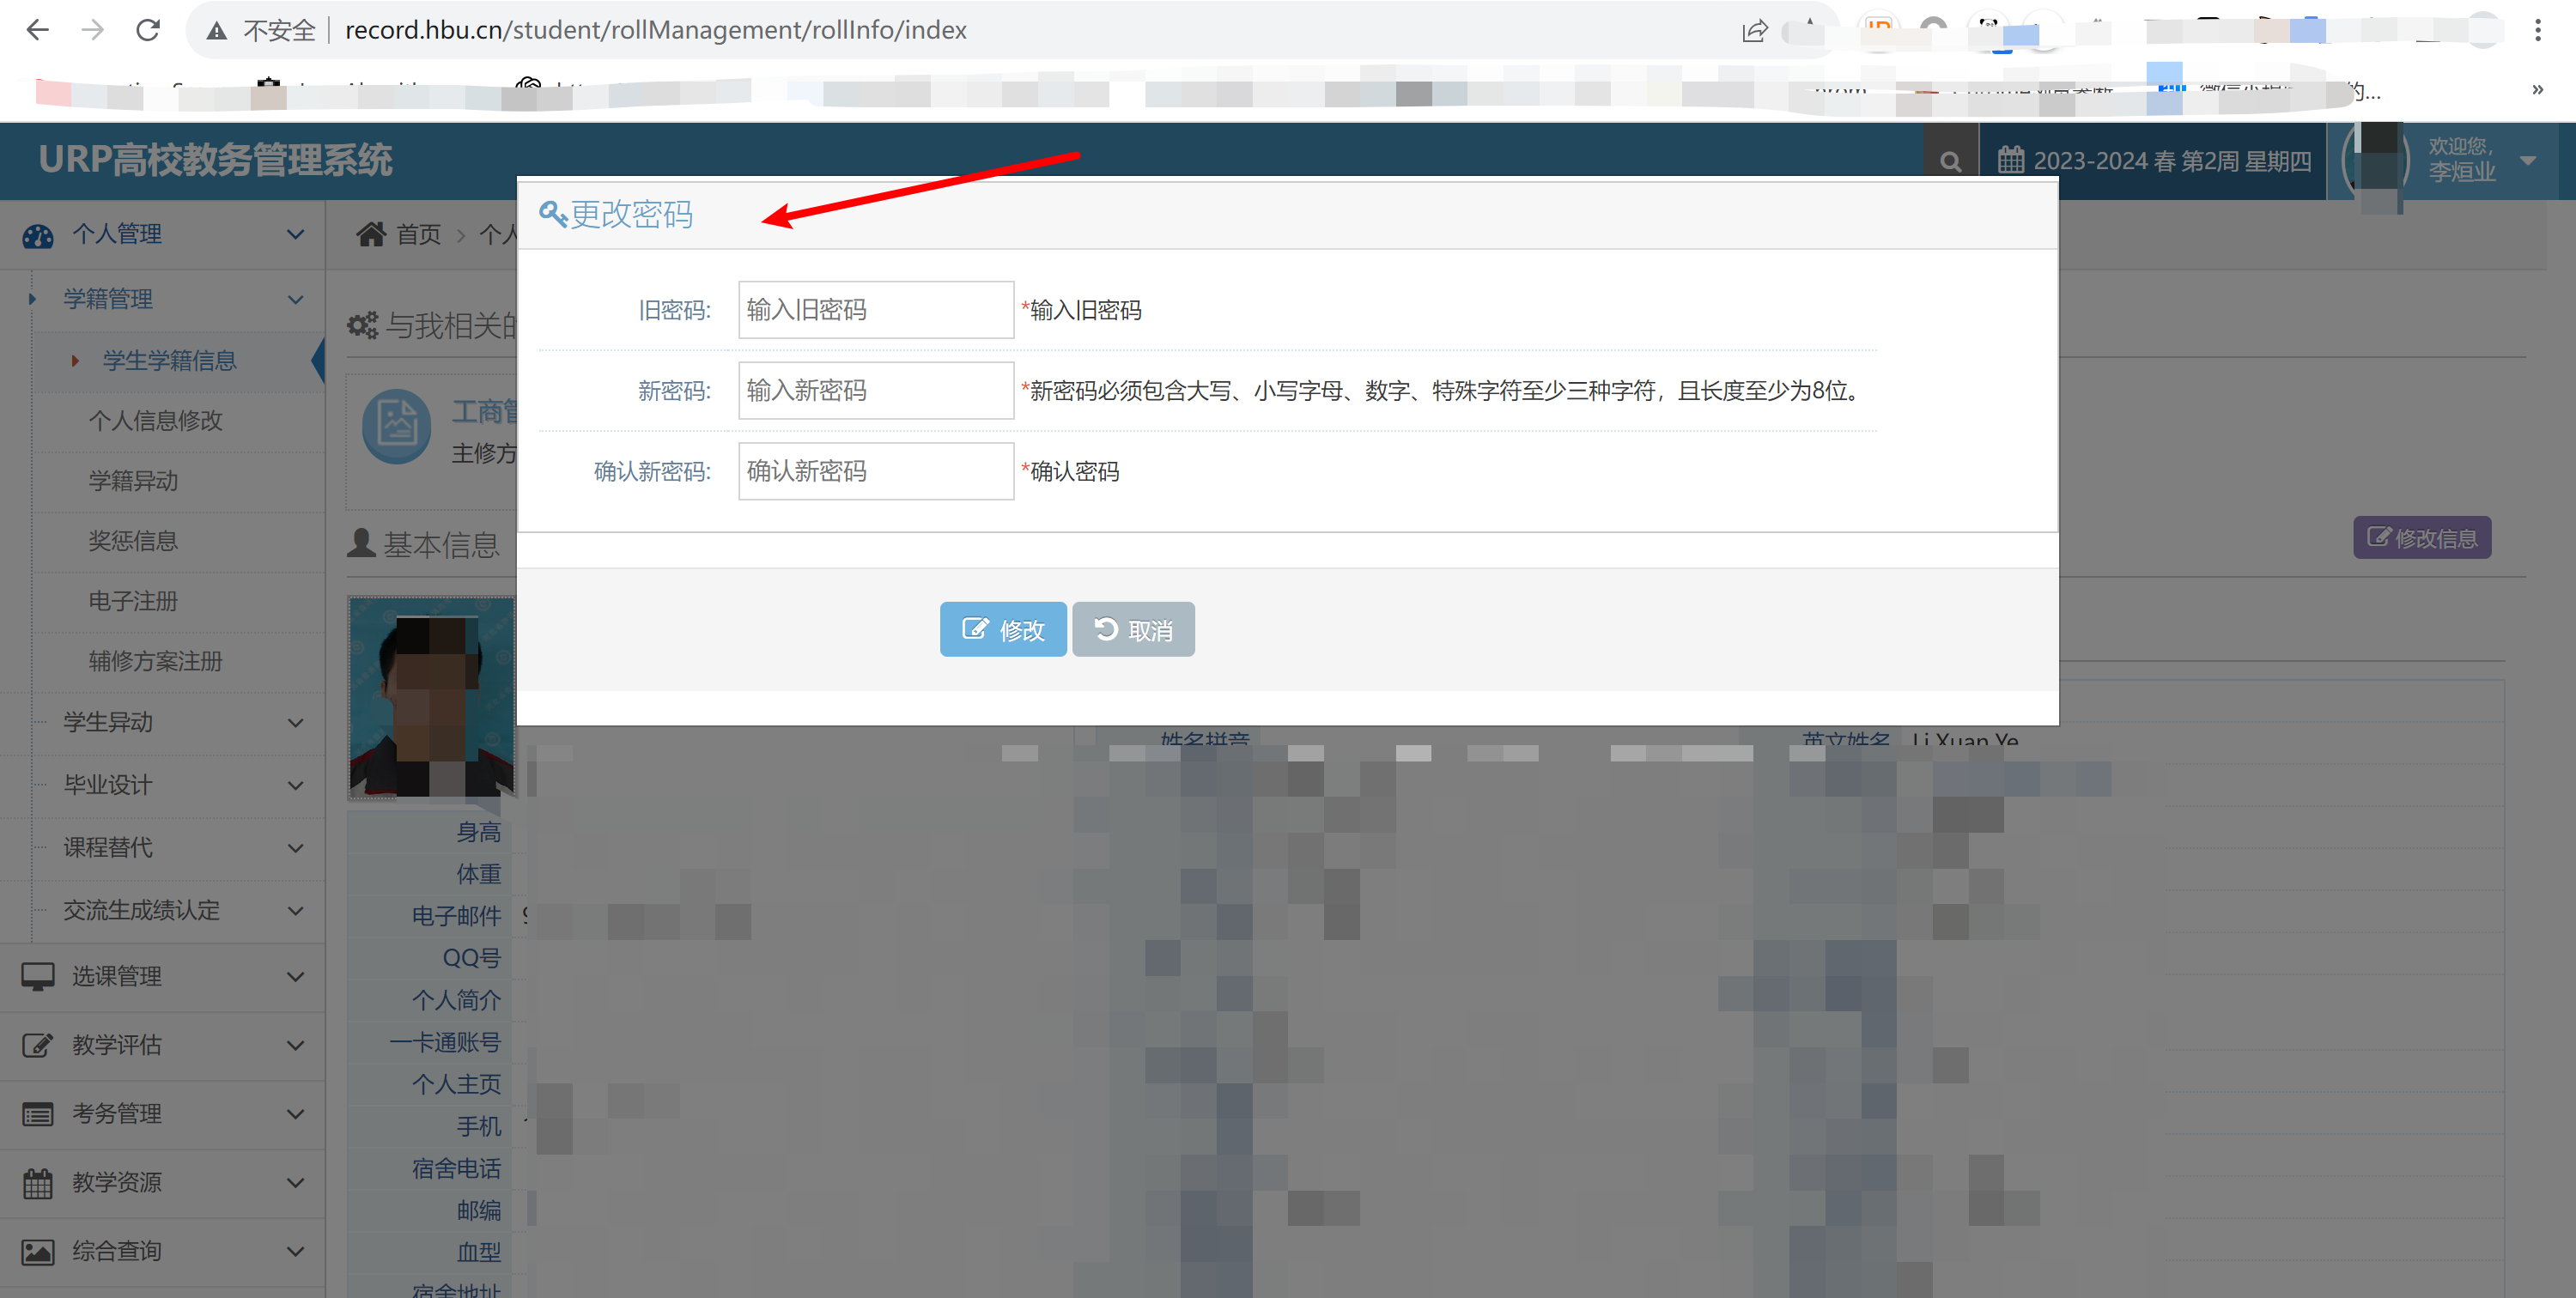 不安全 record.hbu.cn/student/rollManagement/rollInfo/index
的...
»
URP高校教务管理系统
2023-2024 春 第2周 星期四
欢迎您,
李烜业
个人管理
首页 > 个人
更改密码
学籍管理
与我相关的
旧密码: 输入旧密码 *输入旧密码
学生学籍信息
个人信息修改
工商管
新密码: 输入新密码 *新密码必须包含大写、小写字母、数字、特殊字符至少三种字符，且长度至少为8位。
主修方
学籍异动
确认新密码: 确认新密码 *确认密码
奖惩信息
基本信息
修改信息
电子注册
修改 取消
辅修方案注册
学生异动
姓名拼音
英文姓名 Li Xuan Ye
毕业设计
身高
课程替代
体重
交流生成绩认定
电子邮件
QQ号
选课管理
个人简介
教学评估
一卡通账号
个人主页
考务管理
手机
宿舍电话
教学资源
邮编
综合查询
血型
宿舍地址